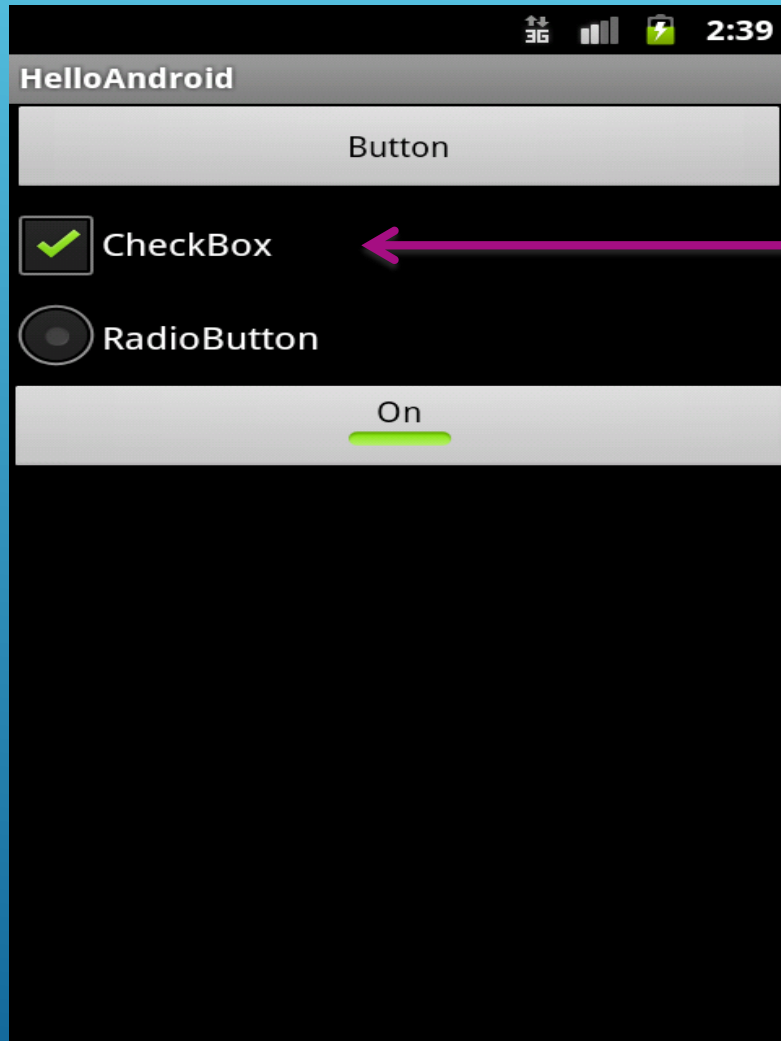 3G 2:39
HelloAndroid
Button
CheckBox
RadioButton
On